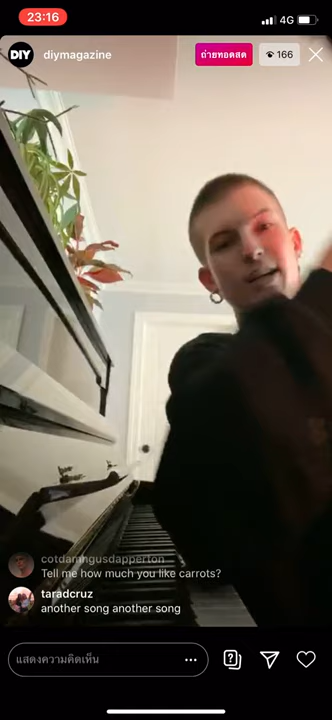 23:16
4G
DIY
diymagazine
ถ่ายทอดสด
166
cotdamngusdapperton
Tell me how much you like carrots?
taradcruz
another song another song
แสดงความคิดเห็น